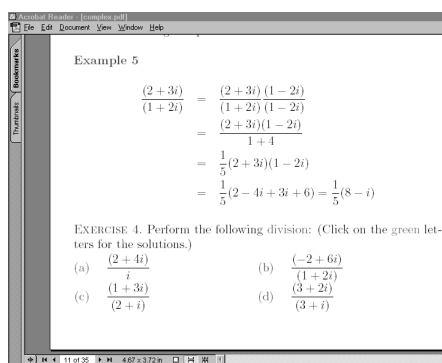 Acrobat Reader - [complex.pdf]
File Edit Document View Window Help
Bookmarks
Thumbnails
Example 5
(2 + 3i)/(1 + 2i) = (2 + 3i)/(1 + 2i) (1 − 2i)/(1 − 2i)
= (2 + 3i)(1 − 2i)/(1 + 4)
= 1/5 (2 + 3i)(1 − 2i)
= 1/5 (2 − 4i + 3i + 6) = 1/5 (8 − i)
EXERCISE 4. Perform the following division: (Click on the green let-
ters for the solutions.)
(a) (2 + 4i)/i (b) (−2 + 6i)/(1 + 2i)
(c) (1 + 3i)/(2 + i) (d) (3 + 2i)/(3 + i)
11 of 35 4.67 x 3.72 in